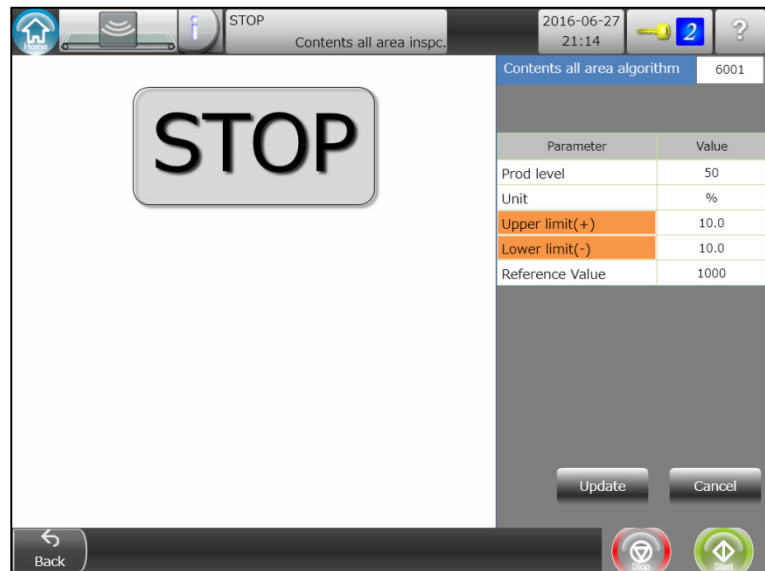 STOP
Contents all area inspc.
2016-06-27
21:14
2
?
Home
i
Contents all area algorithm 6001
STOP
Parameter Value
Prod level 50
Unit %
Upper limit(+) 10.0
Lower limit(-) 10.0
Reference Value 1000
Update Cancel
Back
Stop
Start